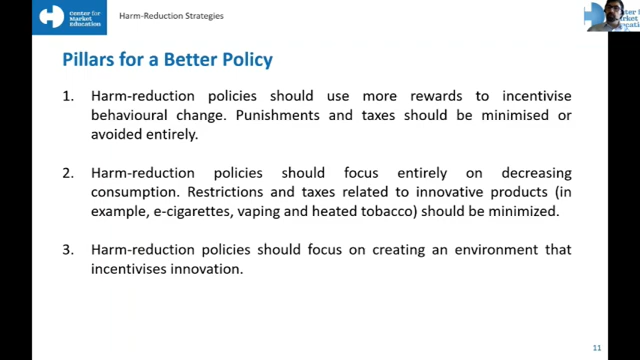 Center for
Market
Education
Harm-Reduction Strategies
Pillars for a Better Policy
1. Harm-reduction policies should use more rewards to incentivise
behavioural change. Punishments and taxes should be minimised or
avoided entirely.
2. Harm-reduction policies should focus entirely on decreasing
consumption. Restrictions and taxes related to innovative products (in
example, e-cigarettes, vaping and heated tobacco) should be minimized.
3. Harm-reduction policies should focus on creating an environment that
incentivises innovation.
11